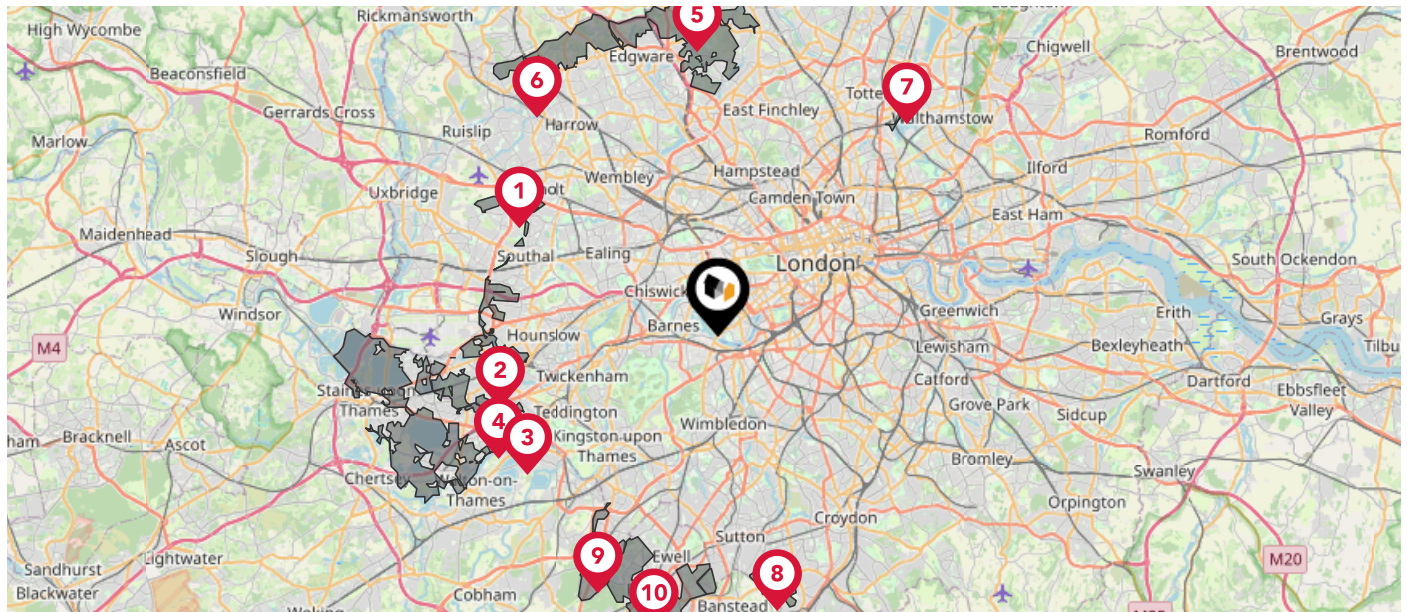 Rickmansworth
5
High Wycombe
Chigwell
Brentwood
Edgware
Beaconsfield
6
7
Gerrards Cross
East Finchley
Harrow
Walthamstow
Ruislip
Romford
Marlow
Hampstead
Ilford
Wembley
1
Uxbridge
Camden Town
East Ham
Maidenhead
Southal
Ealing
Slough
London
South Ockendon
Chiswick
Windsor
Greenwich
Erith
Grays
Barnes
Hounslow
M4
Lewisham
Bexleyheath
2
Twickenham
Catford
Dartford
Ebbsfleet
Valley
Thames
Teddington
Grove Park
Sidcup
4
3
Wimbledon
Bracknell
Ascot
Kingston upon
Thames
Bromley
Swanley
Thames
Orpington
Croydon
Sutton
9
Ewell
Lightwater
M20
Sandhurst
8
Blackwater
Cobham
10
Banstead